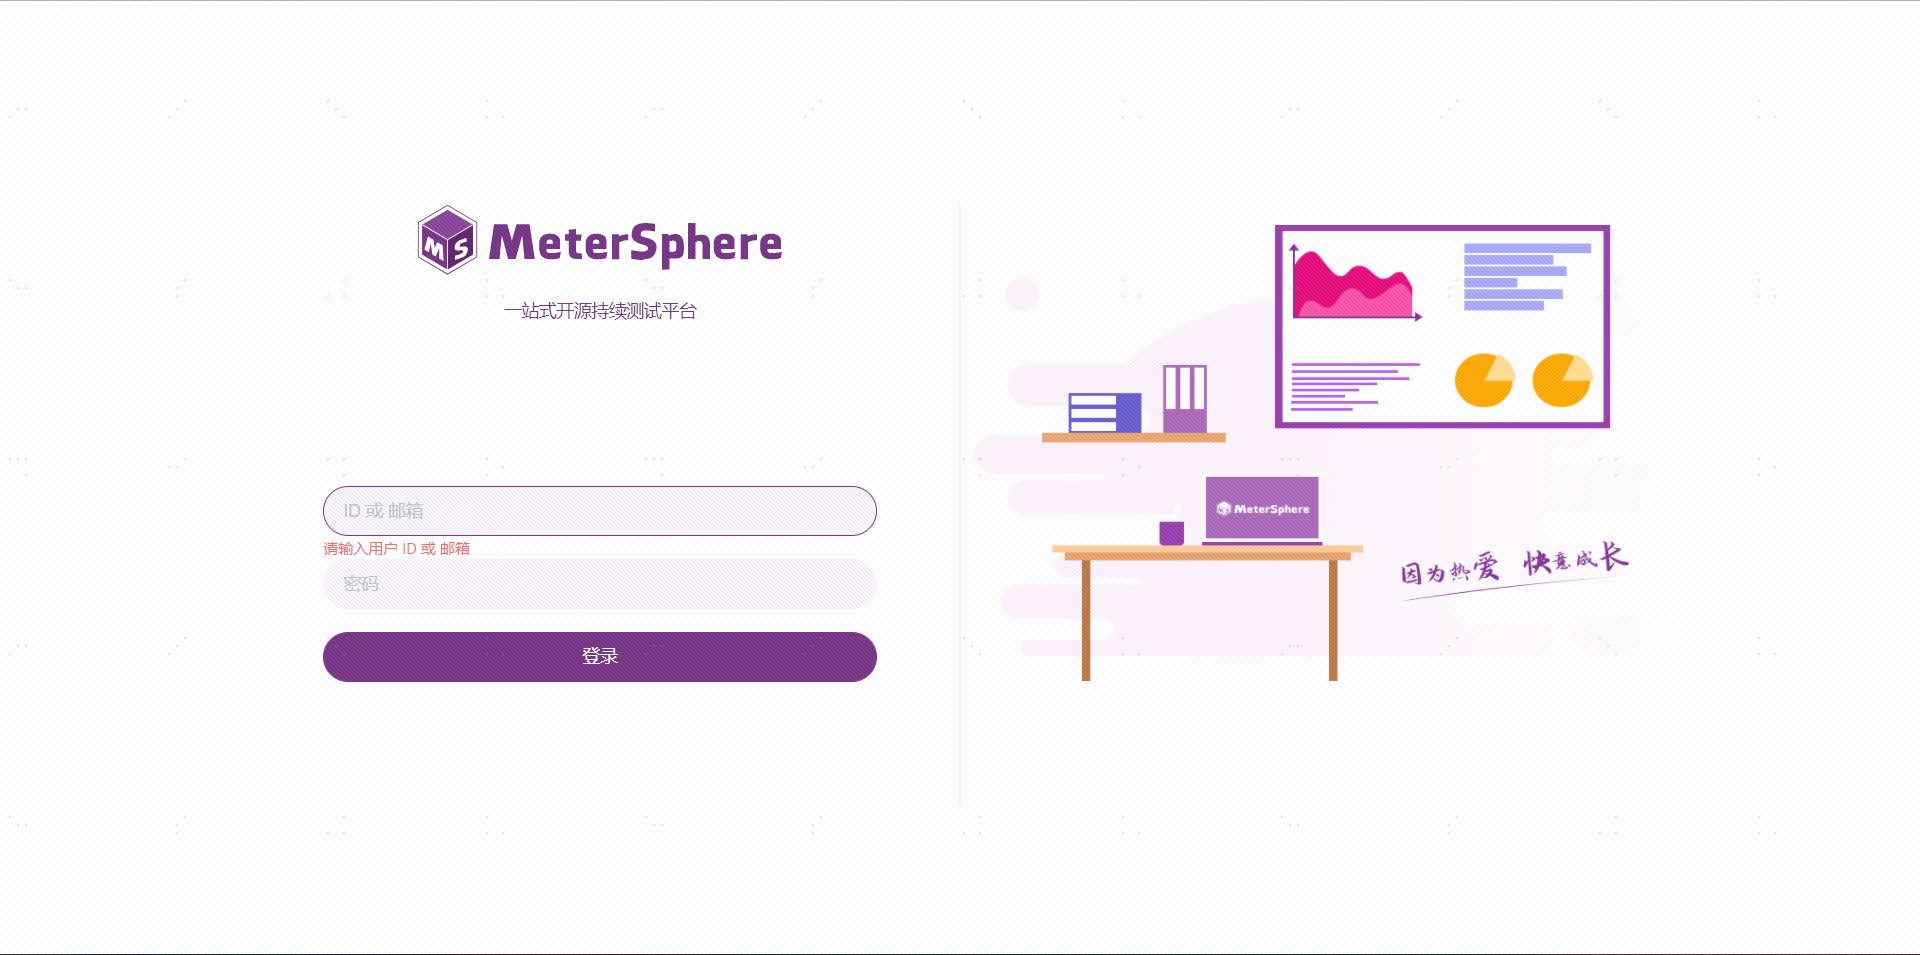 MS MeterSphere
一站式开源持续测试平台
ID 或 邮箱
请输入用户 ID 或 邮箱
密码
登录
MeterSphere
因为热爱 快意成长